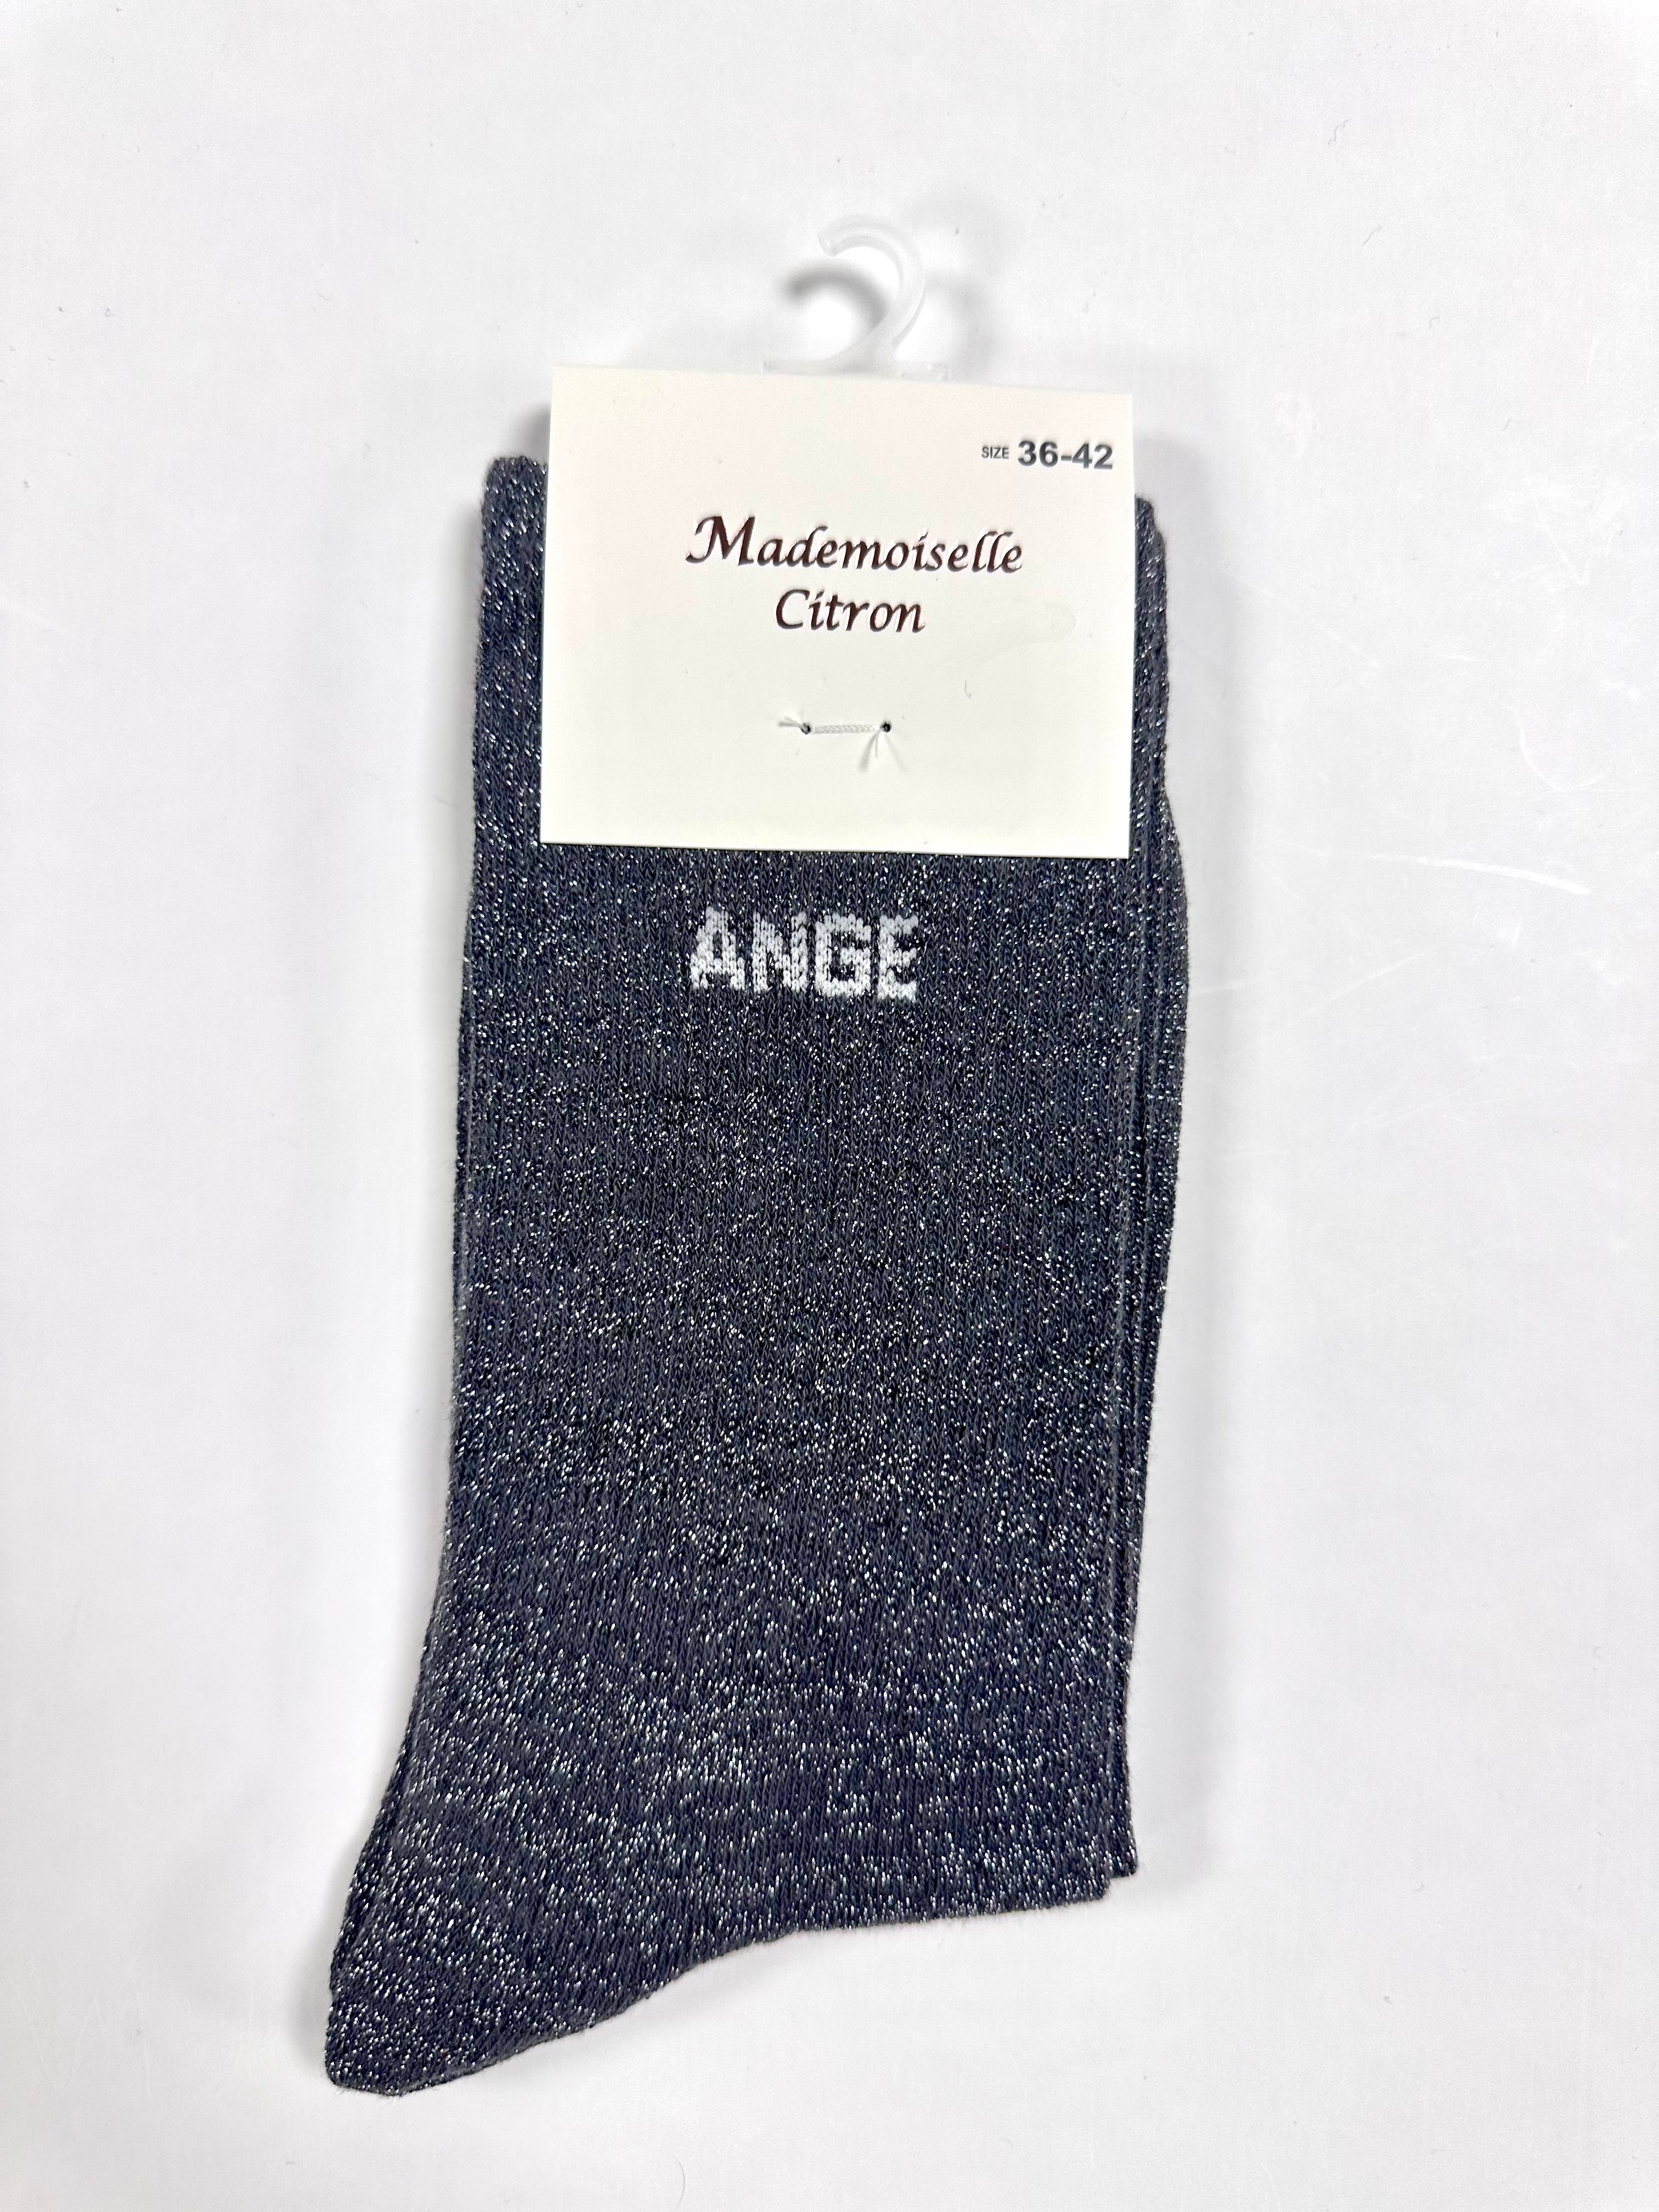 SIZE 36-42
Mademoiselle
Citron
ANGE